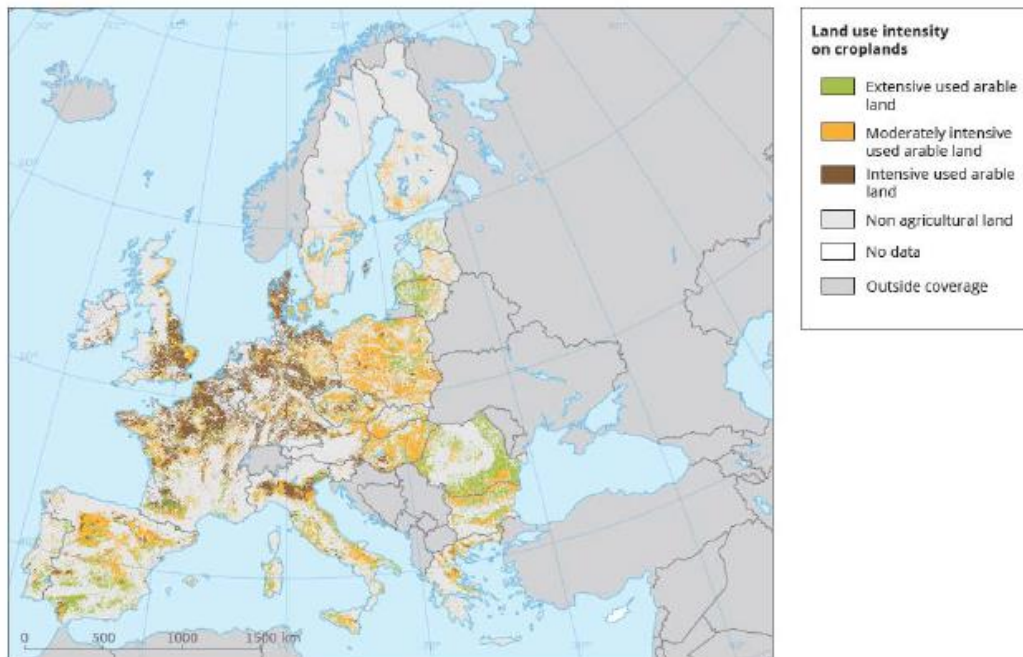 Land use intensity
on croplands
Extensive used arable
land
Moderately intensive
used arable land
Intensive used arable
land
Non agricultural land
No data
Outside coverage
0 500 1000 1500 km